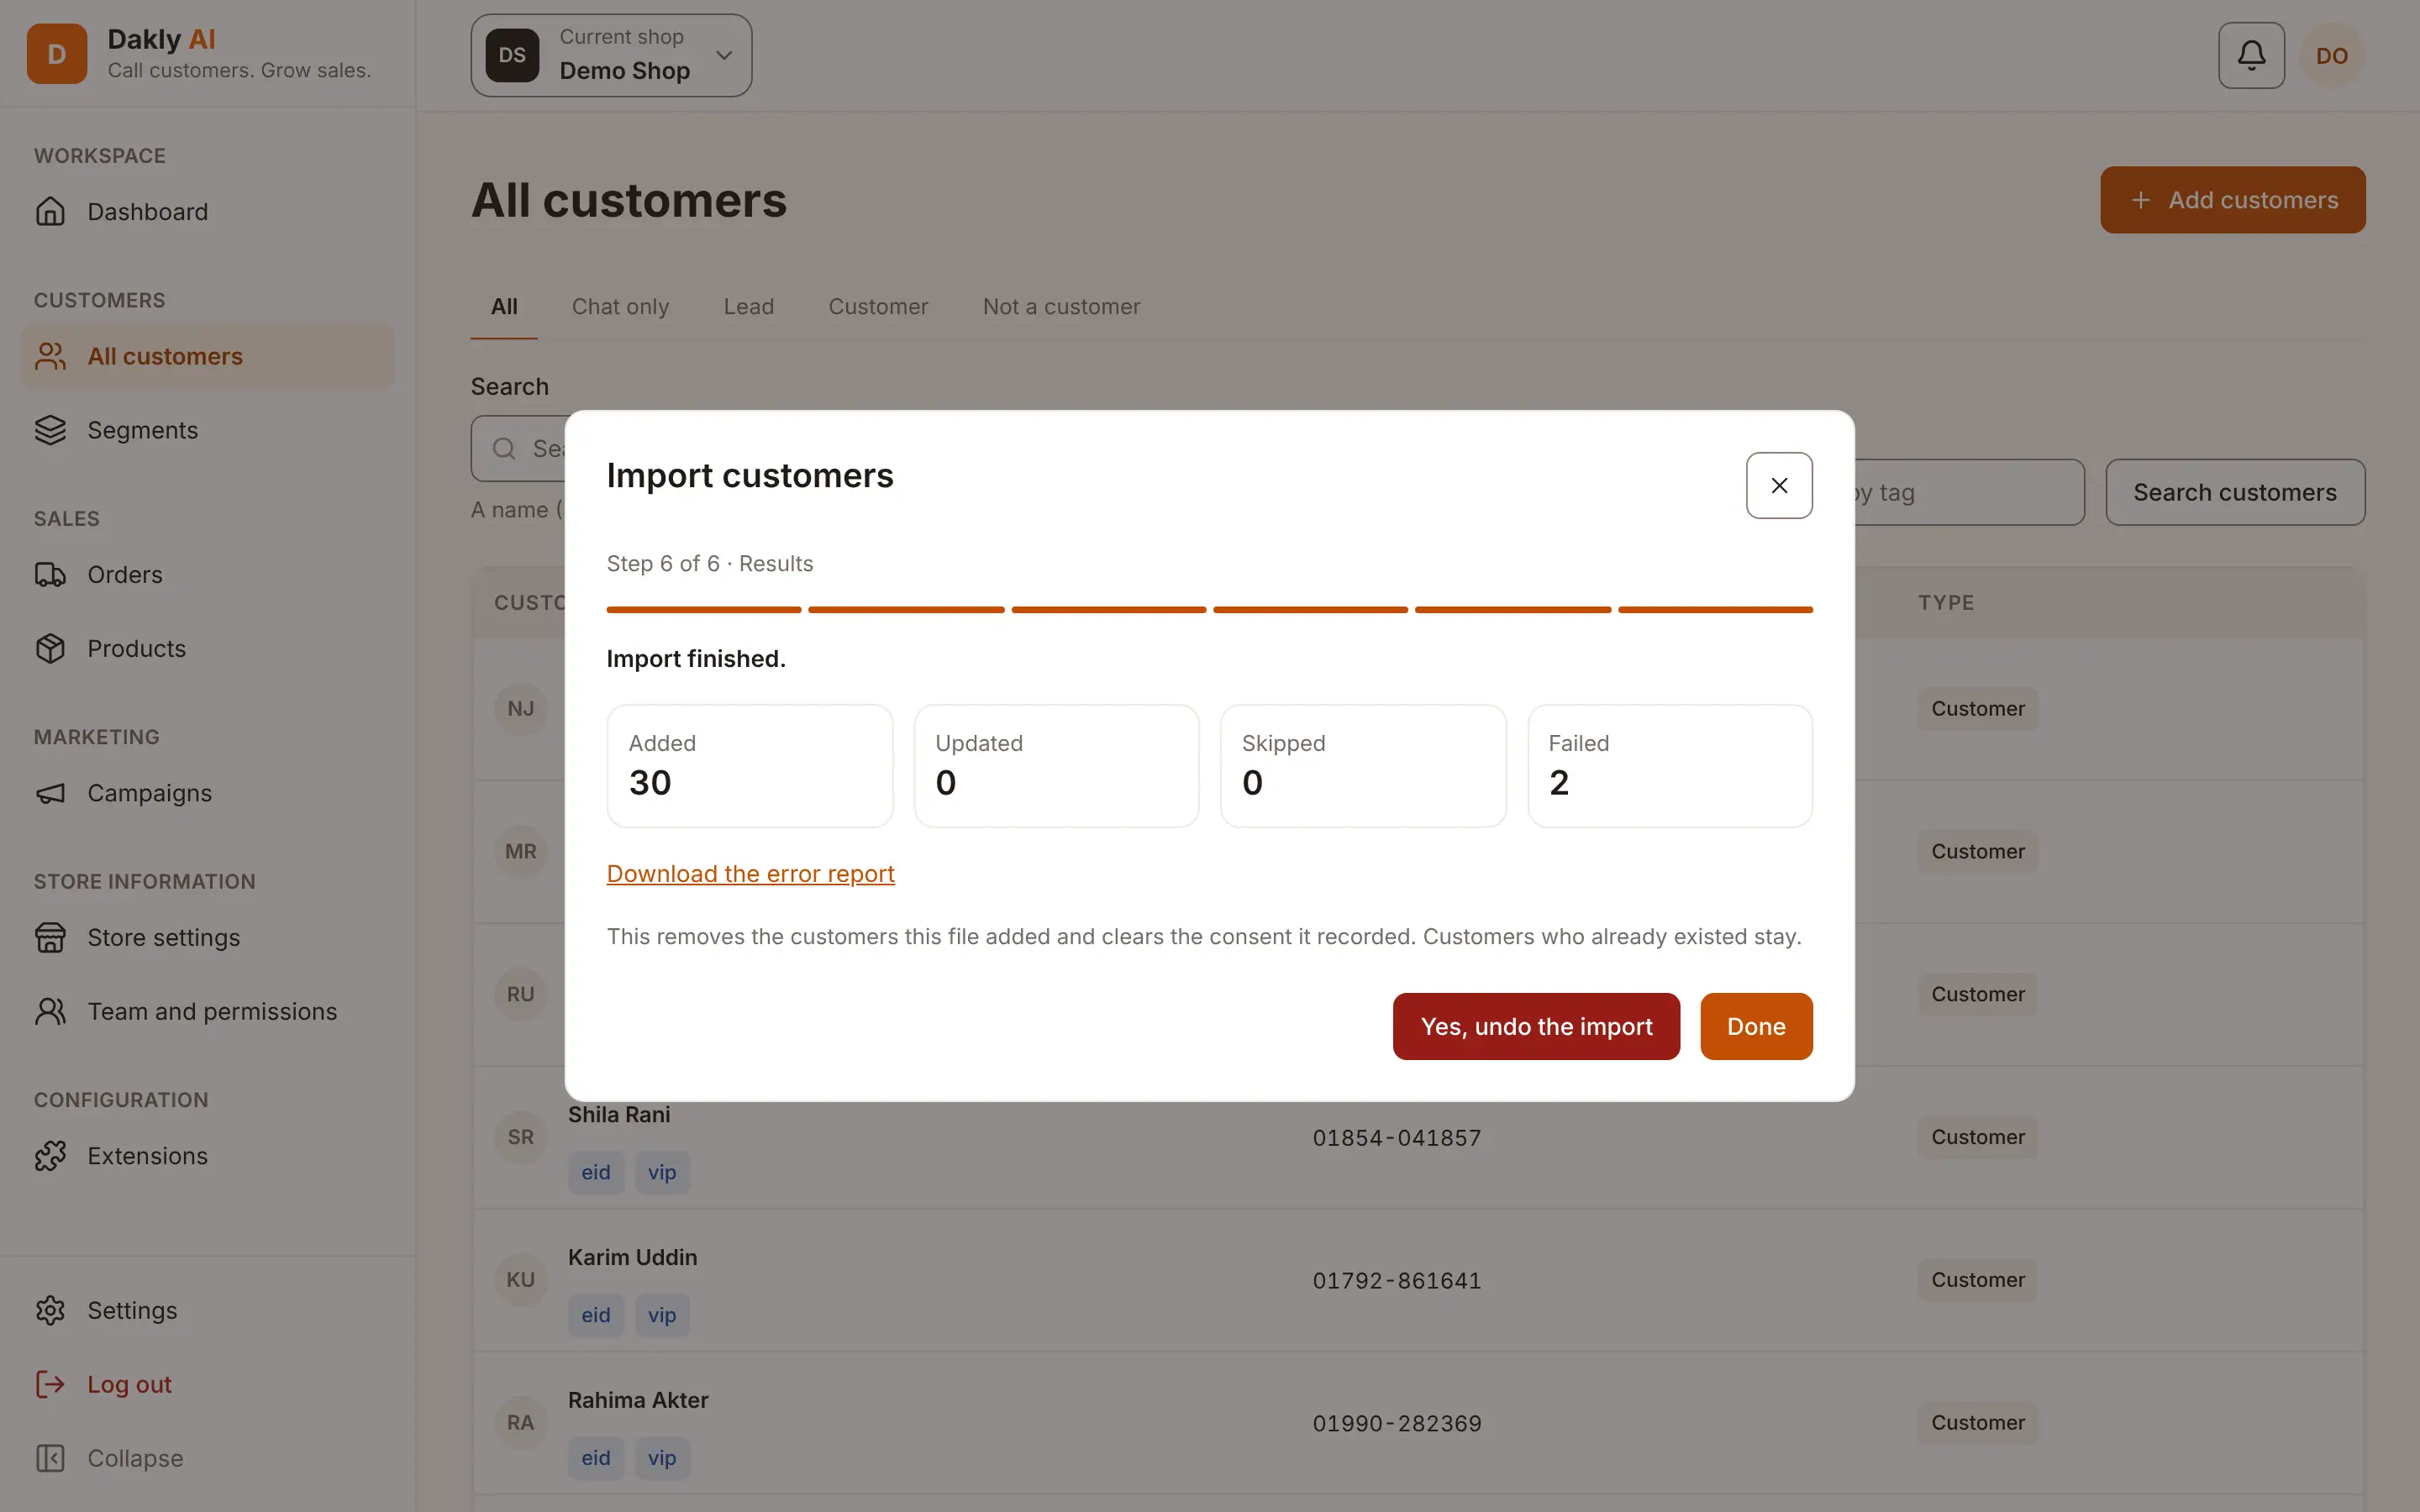 D
Dakly AI
Call customers. Grow sales.
DS
Current shop
Demo Shop
DO
WORKSPACE
Dashboard
CUSTOMERS
All customers
Segments
SALES
Orders
Products
MARKETING
Campaigns
STORE INFORMATION
Store settings
Team and permissions
CONFIGURATION
Extensions
Settings
Log out
Collapse
All customers
+ Add customers
All
Chat only
Lead
Customer
Not a customer
Search
A name (
by tag
Search customers
TYPE
Import customers
Step 6 of 6 · Results
Import finished.
Added
30
Updated
0
Skipped
0
Failed
2
Download the error report
This removes the customers this file added and clears the consent it recorded. Customers who already existed stay.
Yes, undo the import
Done
NJ
Customer
MR
Customer
RU
Customer
SR
Shila Rani
eid vip
01854-041857
Customer
KU
Karim Uddin
eid vip
01792-861641
Customer
RA
Rahima Akter
eid vip
01990-282369
Customer